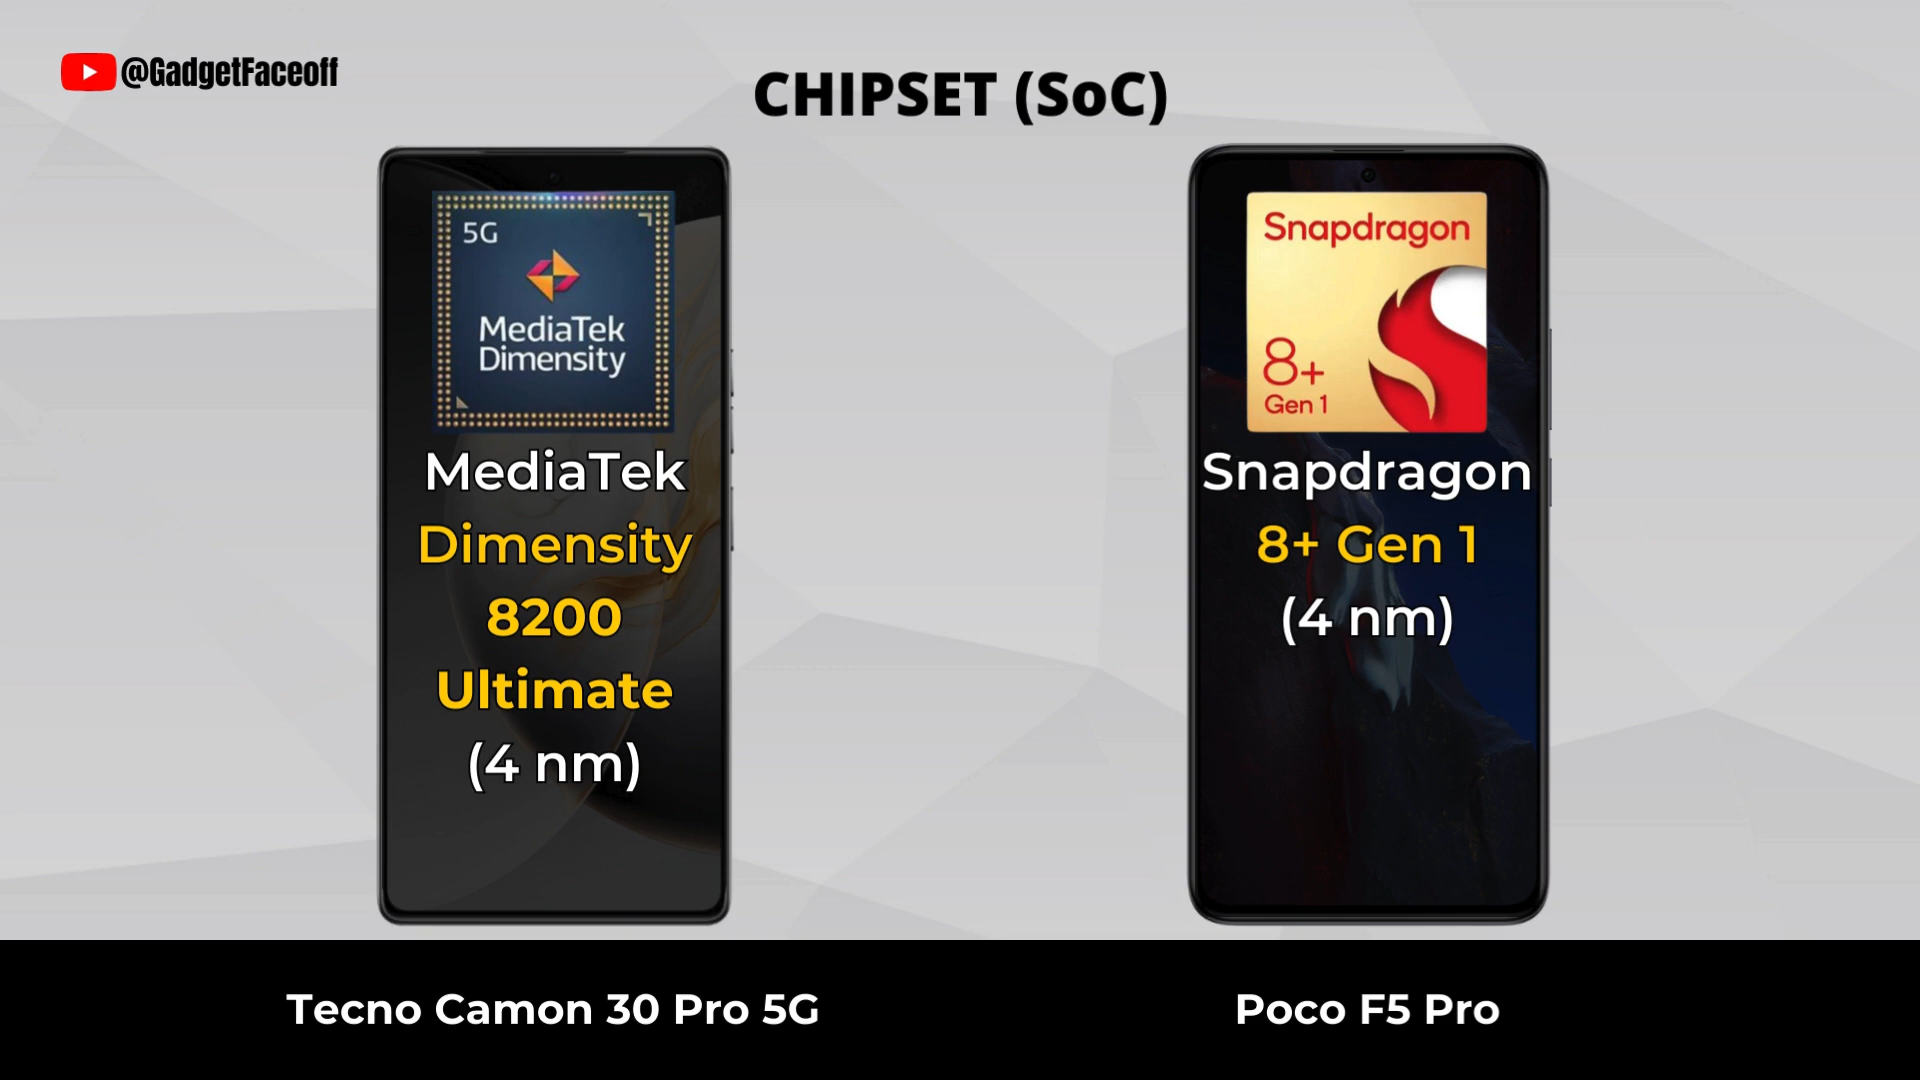 @GadgetFaceoff
CHIPSET (SoC)
5G
MediaTek
Dimensity
MediaTek
Dimensity
8200
Ultimate
(4 nm)
Snapdragon
8+
Gen 1
Snapdragon
8+ Gen 1
(4 nm)
Tecno Camon 30 Pro 5G
Poco F5 Pro